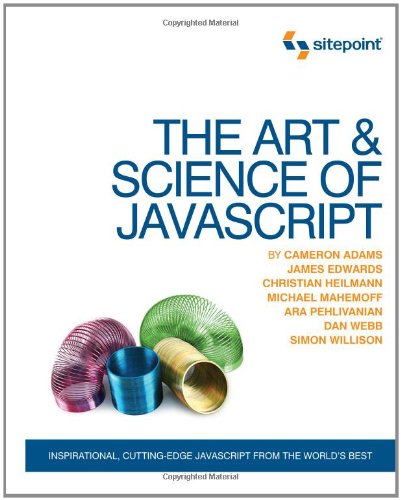 Copyrighted Material
sitepoint®
THE ART &
SCIENCE OF
JAVASCRIPT
BY CAMERON ADAMS
JAMES EDWARDS
CHRISTIAN HEILMANN
MICHAEL MAHEMOFF
ARA PEHLIVANIAN
DAN WEBB
SIMON WILLISON
INSPIRATIONAL, CUTTING-EDGE JAVASCRIPT FROM THE WORLD'S BEST
Copyrighted Material